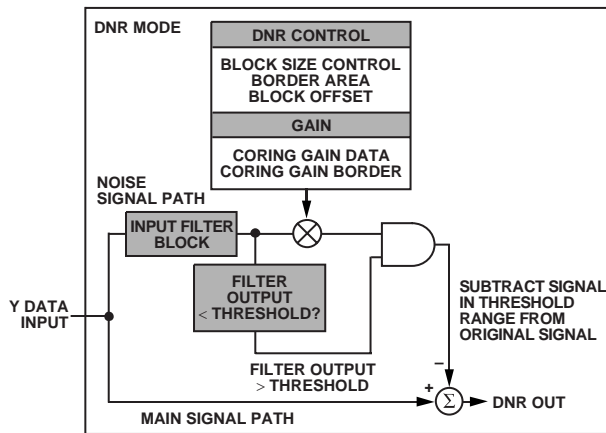 DNR MODE
DNR CONTROL
BLOCK SIZE CONTROL
BORDER AREA
BLOCK OFFSET
GAIN
CORING GAIN DATA
CORING GAIN BORDER
NOISE
SIGNAL PATH
INPUT FILTER
BLOCK
FILTER
OUTPUT
< THRESHOLD?
Y DATA
INPUT
SUBTRACT SIGNAL
IN THRESHOLD
RANGE FROM
ORIGINAL SIGNAL
FILTER OUTPUT
> THRESHOLD
–
+
Σ
DNR OUT
MAIN SIGNAL PATH